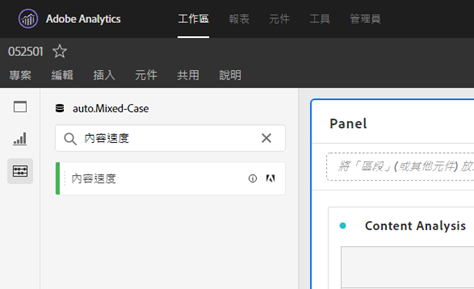 Adobe Analytics 工作區 報表 元件 工具 管理員
052501
專案 編輯 插入 元件 共用 說明
auto.Mixed-Case
內容速度
內容速度
Panel
將「區段」(或其他元件) 放
Content Analysis